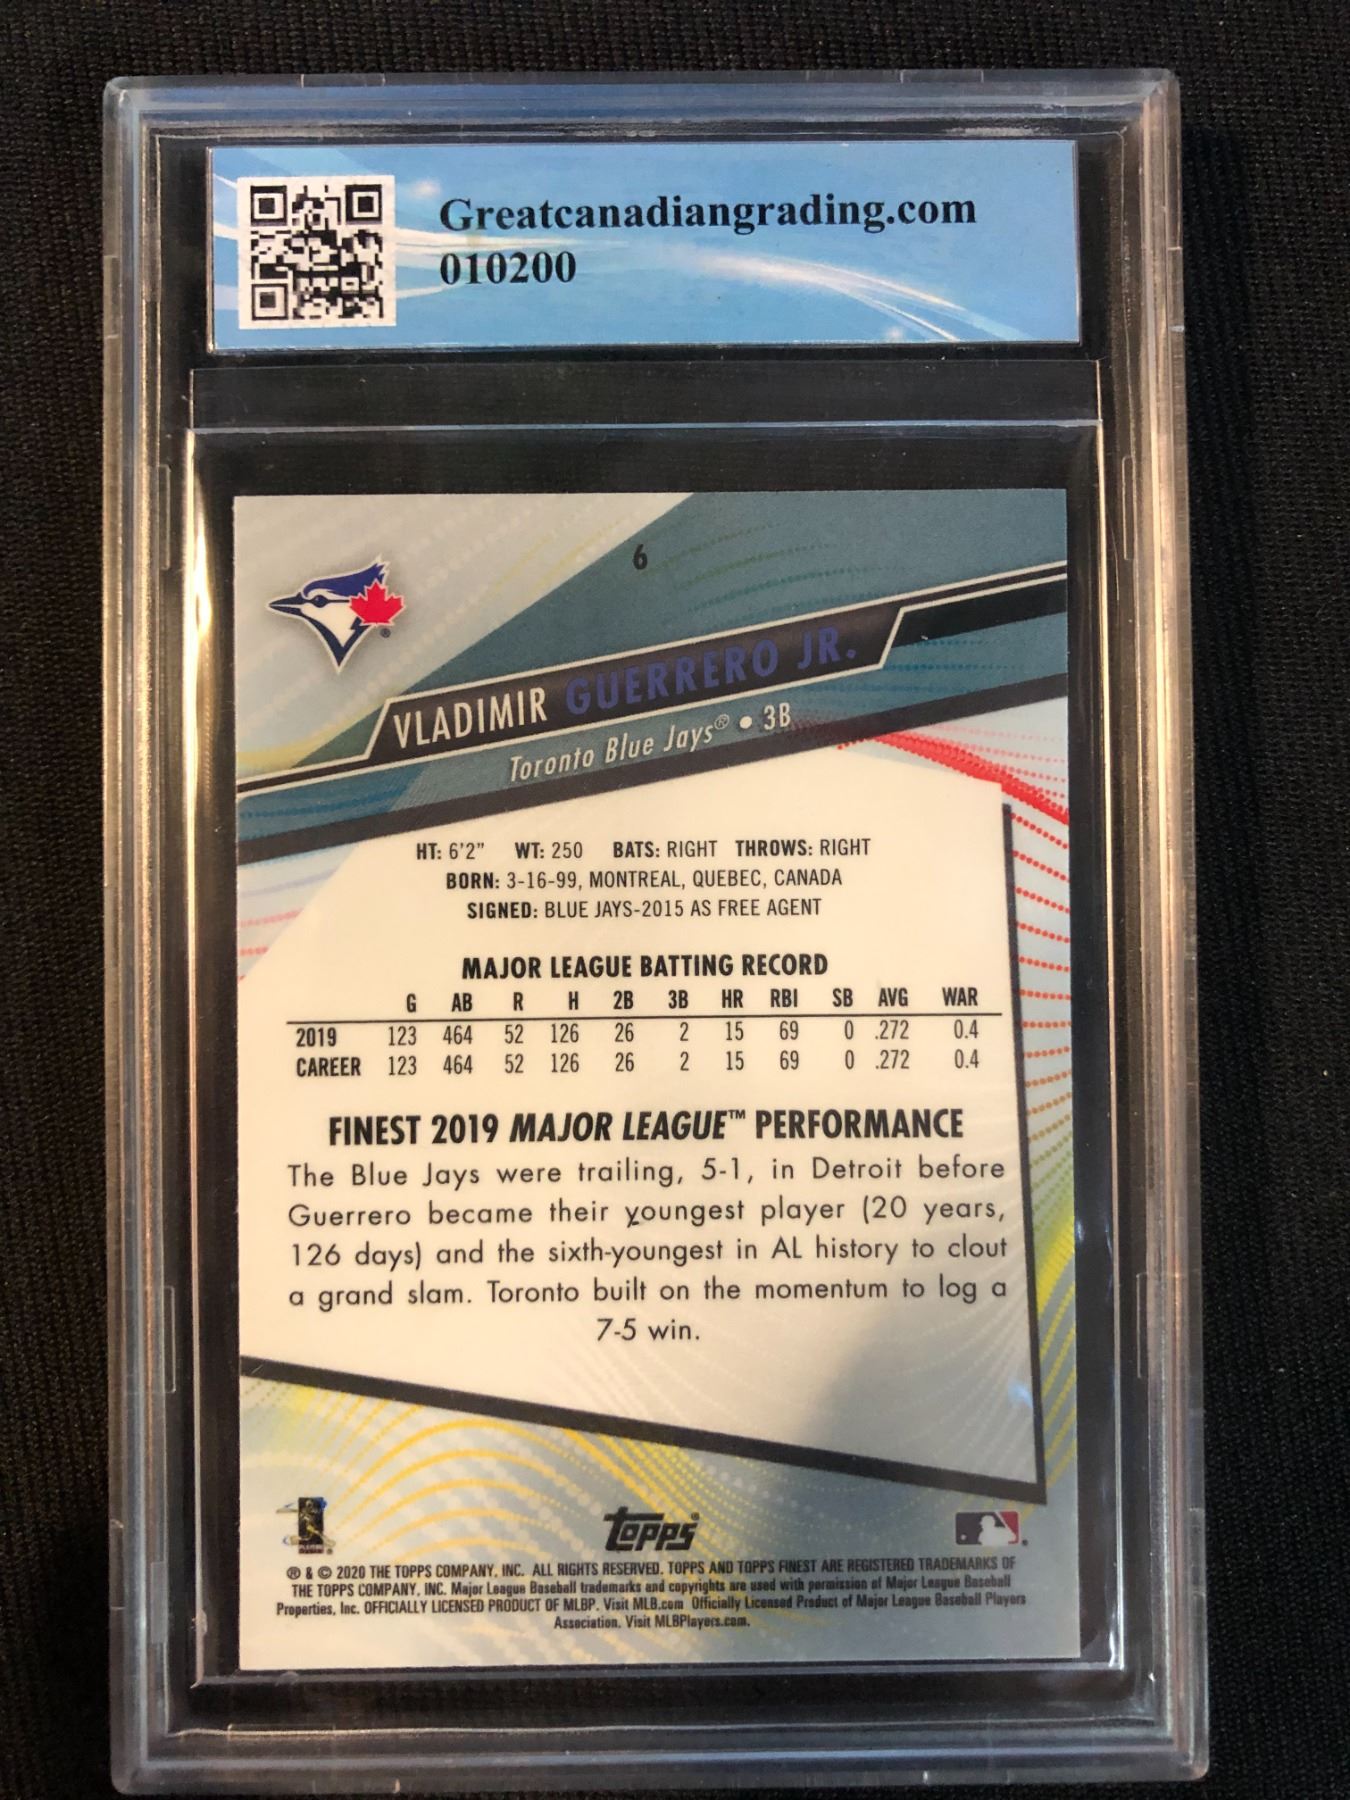 Greatcanadiangrading.com
010200
6
VLADIMIR GUERRERO JR.
Toronto Blue Jays® • 3B
HT: 6'2" WT: 250 BATS: RIGHT THROWS: RIGHT
BORN: 3-16-99, MONTREAL, QUEBEC, CANADA
SIGNED: BLUE JAYS-2015 AS FREE AGENT
MAJOR LEAGUE BATTING RECORD
G AB R H 2B 3B HR RBI SB AVG WAR
2019 123 464 52 126 26 2 15 69 0 .272 0.4
CAREER 123 464 52 126 26 2 15 69 0 .272 0.4
FINEST 2019 MAJOR LEAGUE™ PERFORMANCE
The Blue Jays were trailing, 5-1, in Detroit before
Guerrero became their youngest player (20 years,
126 days) and the sixth-youngest in AL history to clout
a grand slam. Toronto built on the momentum to log a
7-5 win.
topps®
® & © 2020 THE TOPPS COMPANY, INC. ALL RIGHTS RESERVED. TOPPS AND TOPPS FINEST ARE REGISTERED TRADEMARKS OF
THE TOPPS COMPANY, INC. Major League Baseball trademarks and copyrights are used with permission of Major League Baseball
Properties, Inc. OFFICIALLY LICENSED PRODUCT OF MLBP. Visit MLB.com Officially Licensed Product of Major League Baseball Players
Association. Visit MLBPlayers.com.